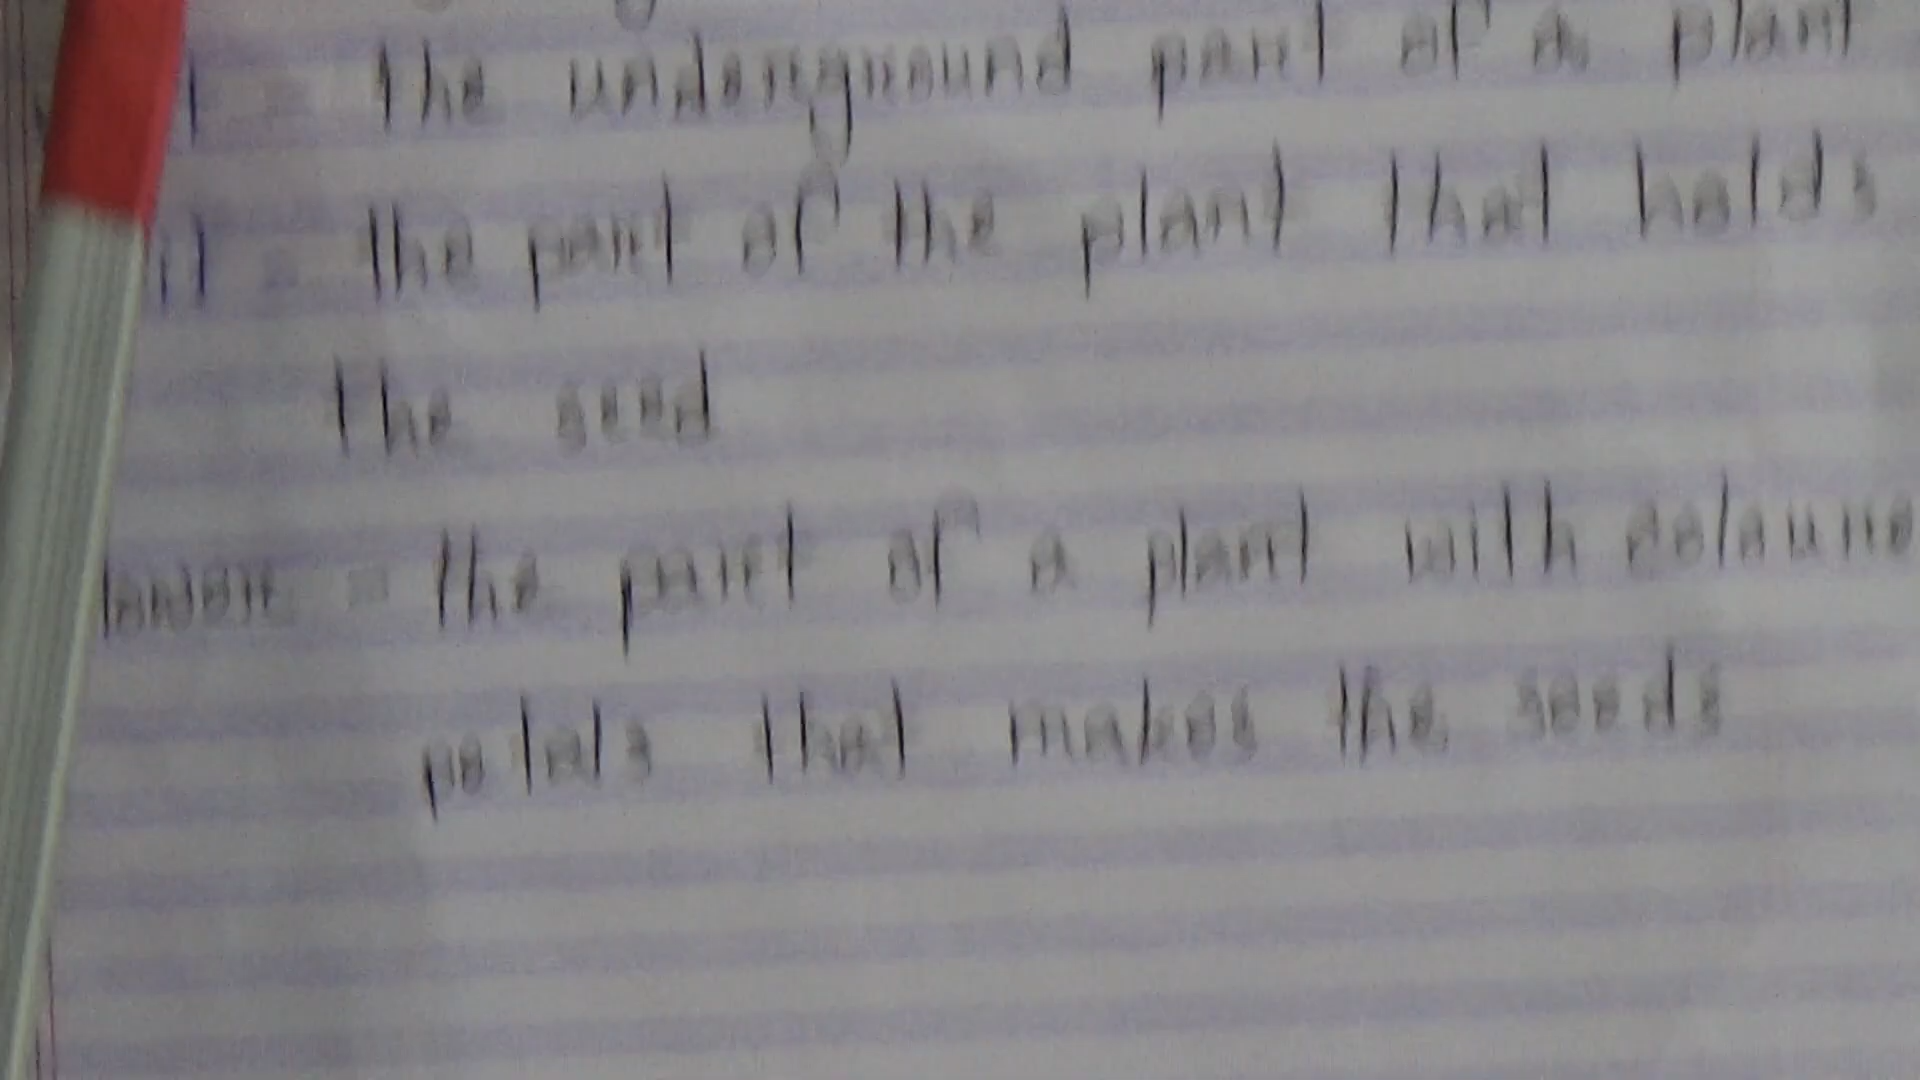 the underground part of a plant
the part of the plant that holds
the seed
= the part of a plant with
petals that makes the seeds